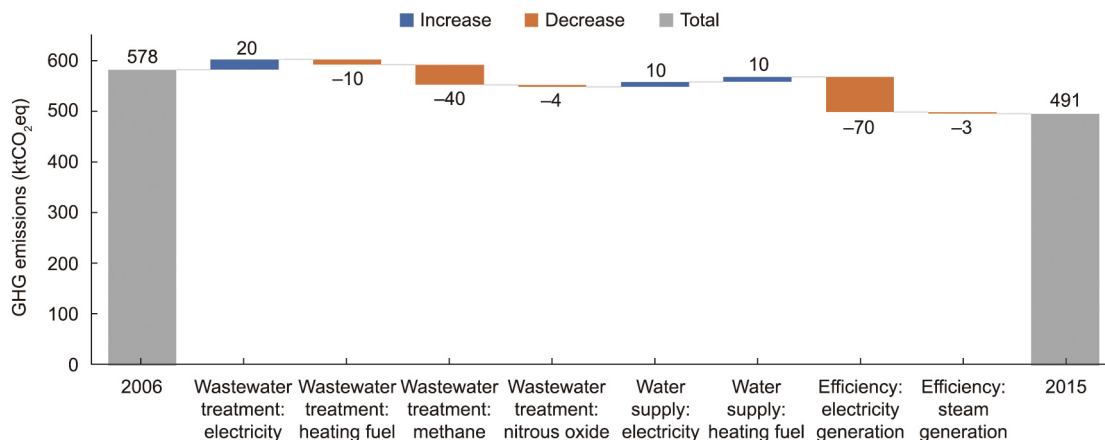 Increase Decrease Total
GHG emissions (ktCO₂eq)
600
500
400
300
200
100
0
578 20 –10 –40 –4 10 10 –70 –3 491
2006
Wastewater
treatment:
electricity
Wastewater
treatment:
heating fuel
Wastewater
treatment:
methane
Wastewater
treatment:
nitrous oxide
Water
supply:
electricity
Water
supply:
heating fuel
Efficiency:
electricity
generation
Efficiency:
steam
generation
2015